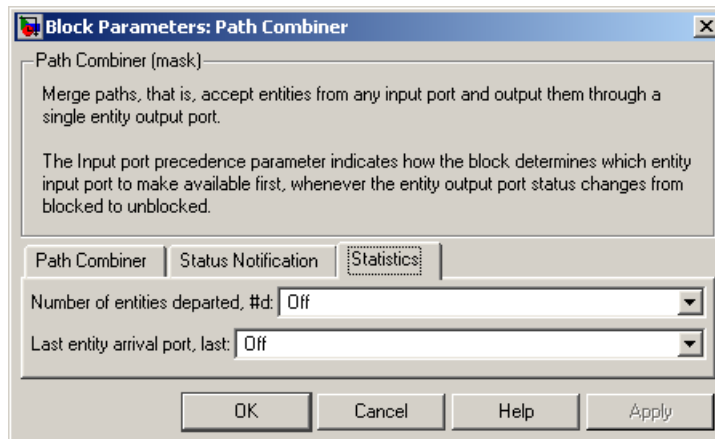 Block Parameters: Path Combiner
Path Combiner (mask)
Merge paths, that is, accept entities from any input port and output them through a
single entity output port.
The Input port precedence parameter indicates how the block determines which entity
input port to make available first, whenever the entity output port status changes from
blocked to unblocked.
Path Combiner Status Notification Statistics
Number of entities departed, #d: Off
Last entity arrival port, last: Off
OK Cancel Help Apply